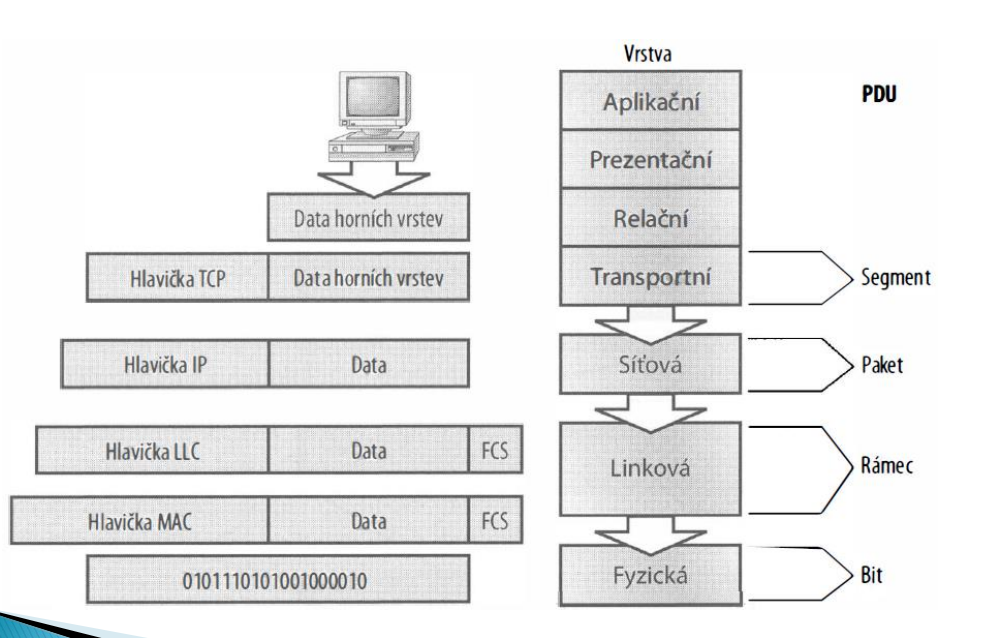 Vrstva
PDU
Aplikační
Prezentační
Data horních vrstev
Relační
Hlavička TCP
Data horních vrstev
Transportní
Segment
Hlavička IP
Data
Síťová
Paket
Hlavička LLC
Data
FCS
Linková
Rámec
Hlavička MAC
Data
FCS
0101110101001000010
Fyzická
Bit